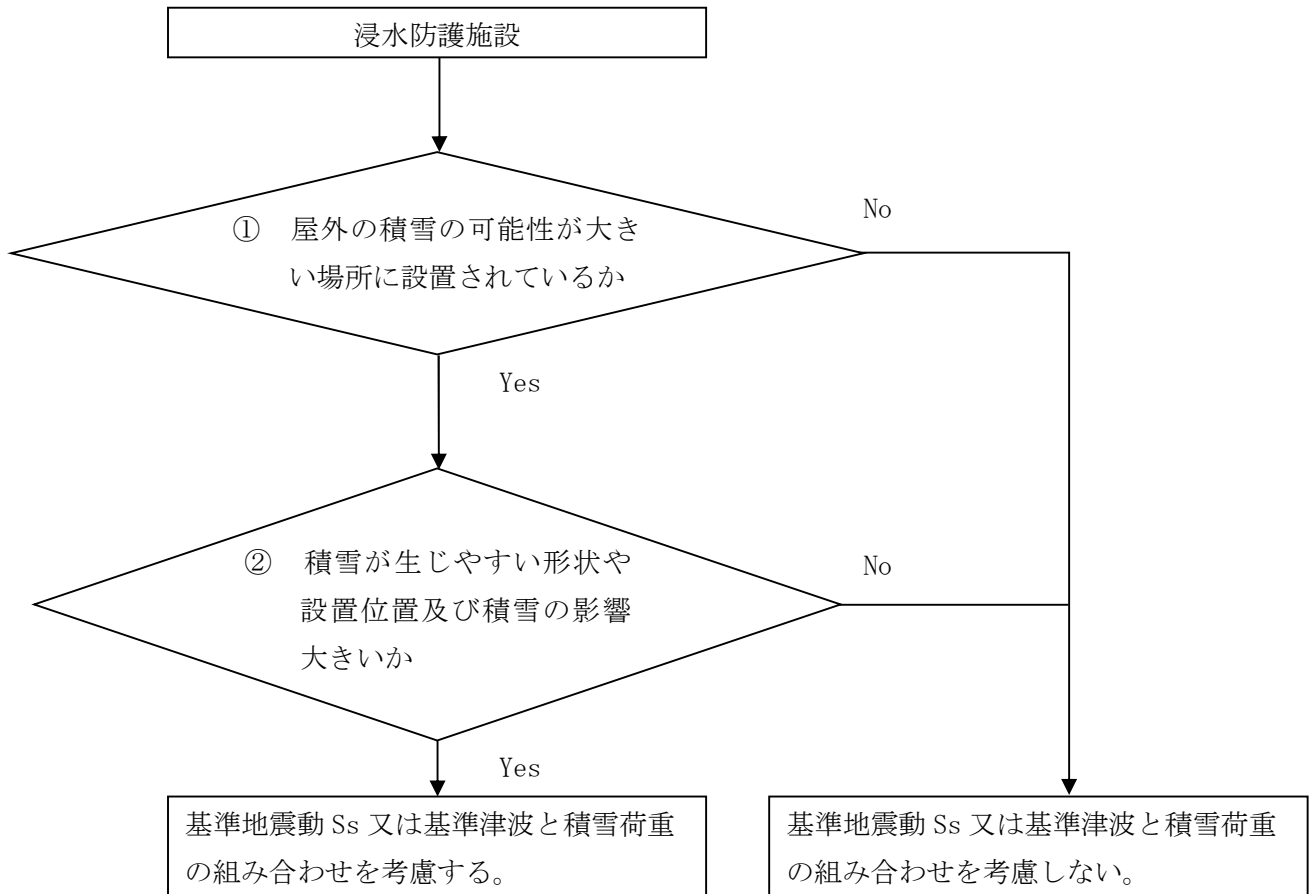 浸水防護施設
① 屋外の積雪の可能性が大き
い場所に設置されているか
No
Yes
② 積雪が生じやすい形状や
設置位置及び積雪の影響
大きいか
No
Yes
基準地震動 Ss 又は基準津波と積雪荷重
の組み合わせを考慮する。
基準地震動 Ss 又は基準津波と積雪荷重
の組み合わせを考慮しない。